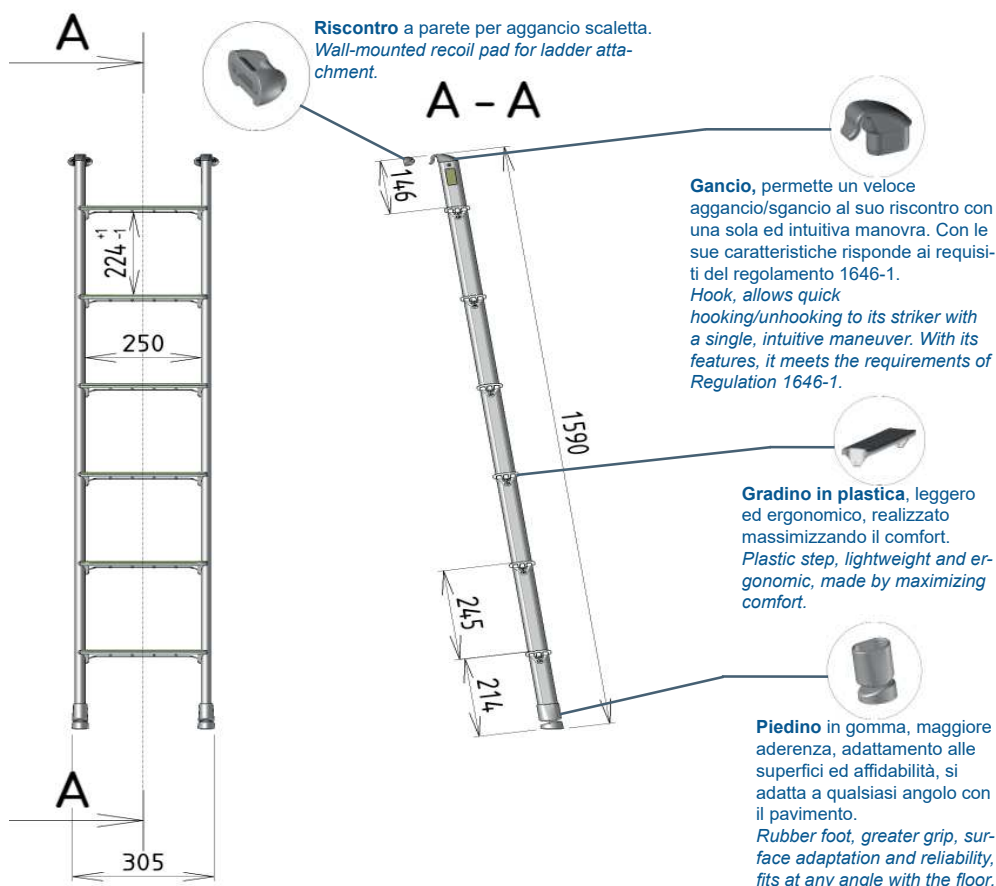 A
Riscontro a parete per aggancio scaletta.
Wall-mounted recoil pad for ladder atta-
chment.
A – A
146
Gancio, permette un veloce
aggancio/sgancio al suo riscontro con
una sola ed intuitiva manovra. Con le
sue caratteristiche risponde ai requisi-
ti del regolamento 1646-1.
Hook, allows quick
hooking/unhooking to its striker with
a single, intuitive maneuver. With its
features, it meets the requirements of
Regulation 1646-1.
224 +1 -1
250
1590
Gradino in plastica, leggero
ed ergonomico, realizzato
massimizzando il comfort.
Plastic step, lightweight and er-
gonomic, made by maximizing
comfort.
245
214
Piedino in gomma, maggiore
aderenza, adattamento alle
superfici ed affidabilità, si
adatta a qualsiasi angolo con
il pavimento.
Rubber foot, greater grip, sur-
face adaptation and reliability,
fits at any angle with the floor.
A
305